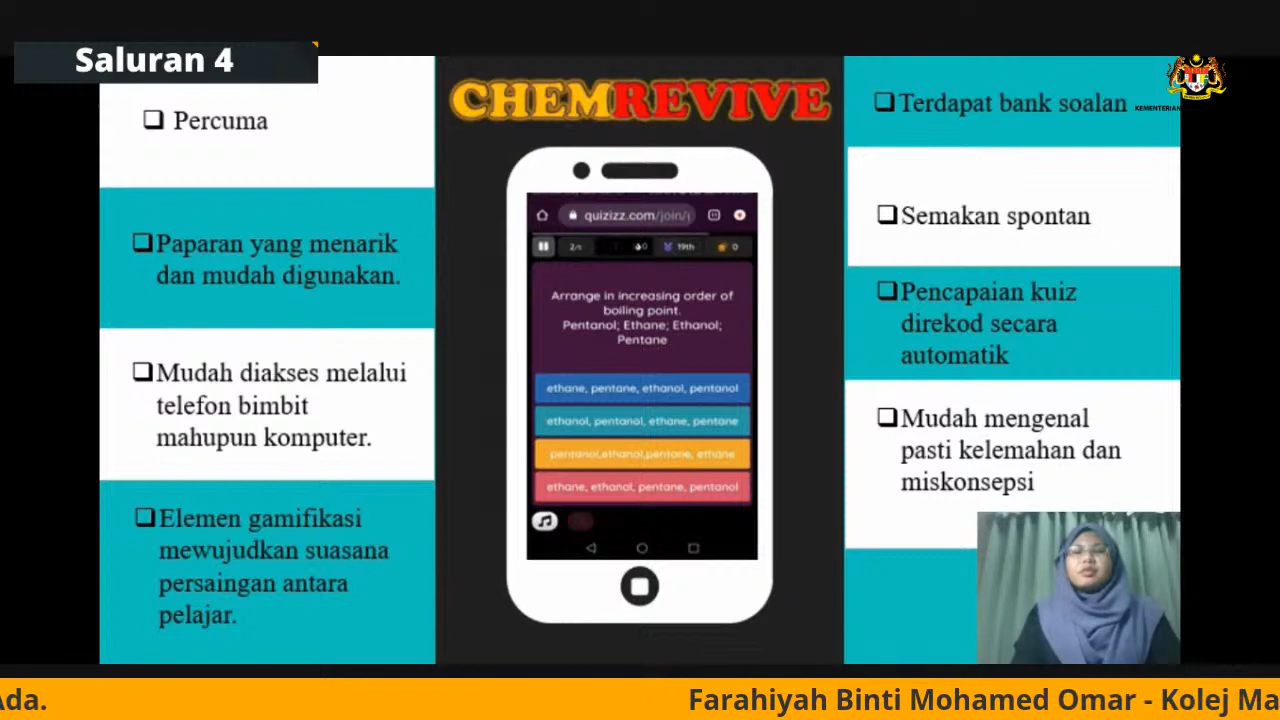 Saluran 4
❑ Percuma
❑Paparan yang menarik
dan mudah digunakan.
❑Mudah diakses melalui
telefon bimbit
mahupun komputer.
❑Elemen gamifikasi
mewujudkan suasana
persaingan antara
pelajar.
CHEMREVIVE
quizizz.com/join/
2/5
0
19th
0
Arrange in increasing order of
boiling point.
Pentanol; Ethane; Ethanol;
Pentane
ethane, pentane, ethanol, pentanol
ethanol, pentanol, ethane, pentane
pentanol,ethanol,pentane, ethane
ethane, ethanol, pentane, pentanol
❑Terdapat bank soalan
KEMENTERIAN
❑Semakan spontan
❑Pencapaian kuiz
direkod secara
automatik
❑Mudah mengenal
pasti kelemahan dan
miskonsepsi
Ada. Farahiyah Binti Mohamed Omar - Kolej Ma